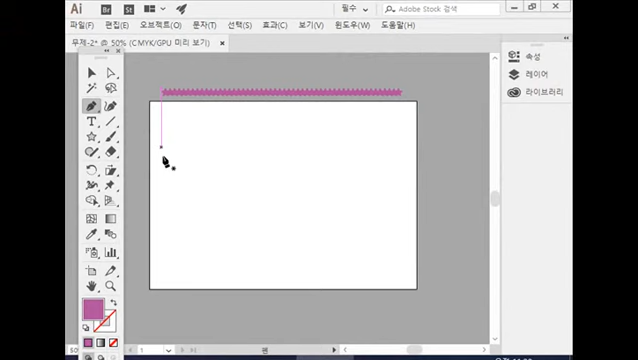 Ai Br St 필수 Adobe Stock 검색
파일(F) 편집(E) 오브젝트(O) 문자(T) 선택(S) 효과(C) 보기(V) 윈도우(W) 도움말(H)
무제-2* @ 50% (CMYK/GPU 미리 보기) ×
속성
레이어
라이브러리
1 펜